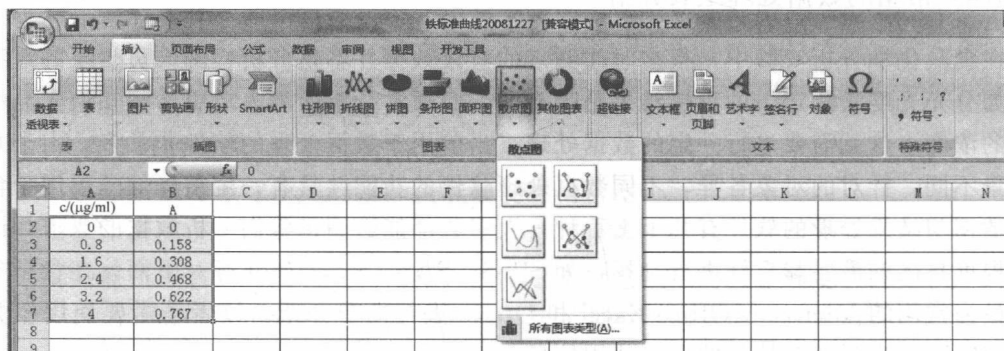 铁标准曲线20081227 [兼容模式] - Microsoft Excel
开始 插入 页面布局 公式 数据 审阅 视图 开发工具
数据透视表 表 图片 剪贴画 形状 SmartArt 柱形图 折线图 饼图 条形图 面积图 散点图 其他图表 超链接 文本框 页眉和页脚 艺术字 签名行 对象 符号 符号
表 插图 图表 文本 特殊符号
散点图
所有图表类型(A)...
A2 fx 0
A B C D E F I J K L M N
1 c/(μg/ml) A
2 0 0
3 0.8 0.158
4 1.6 0.308
5 2.4 0.468
6 3.2 0.622
7 4 0.767
8
9